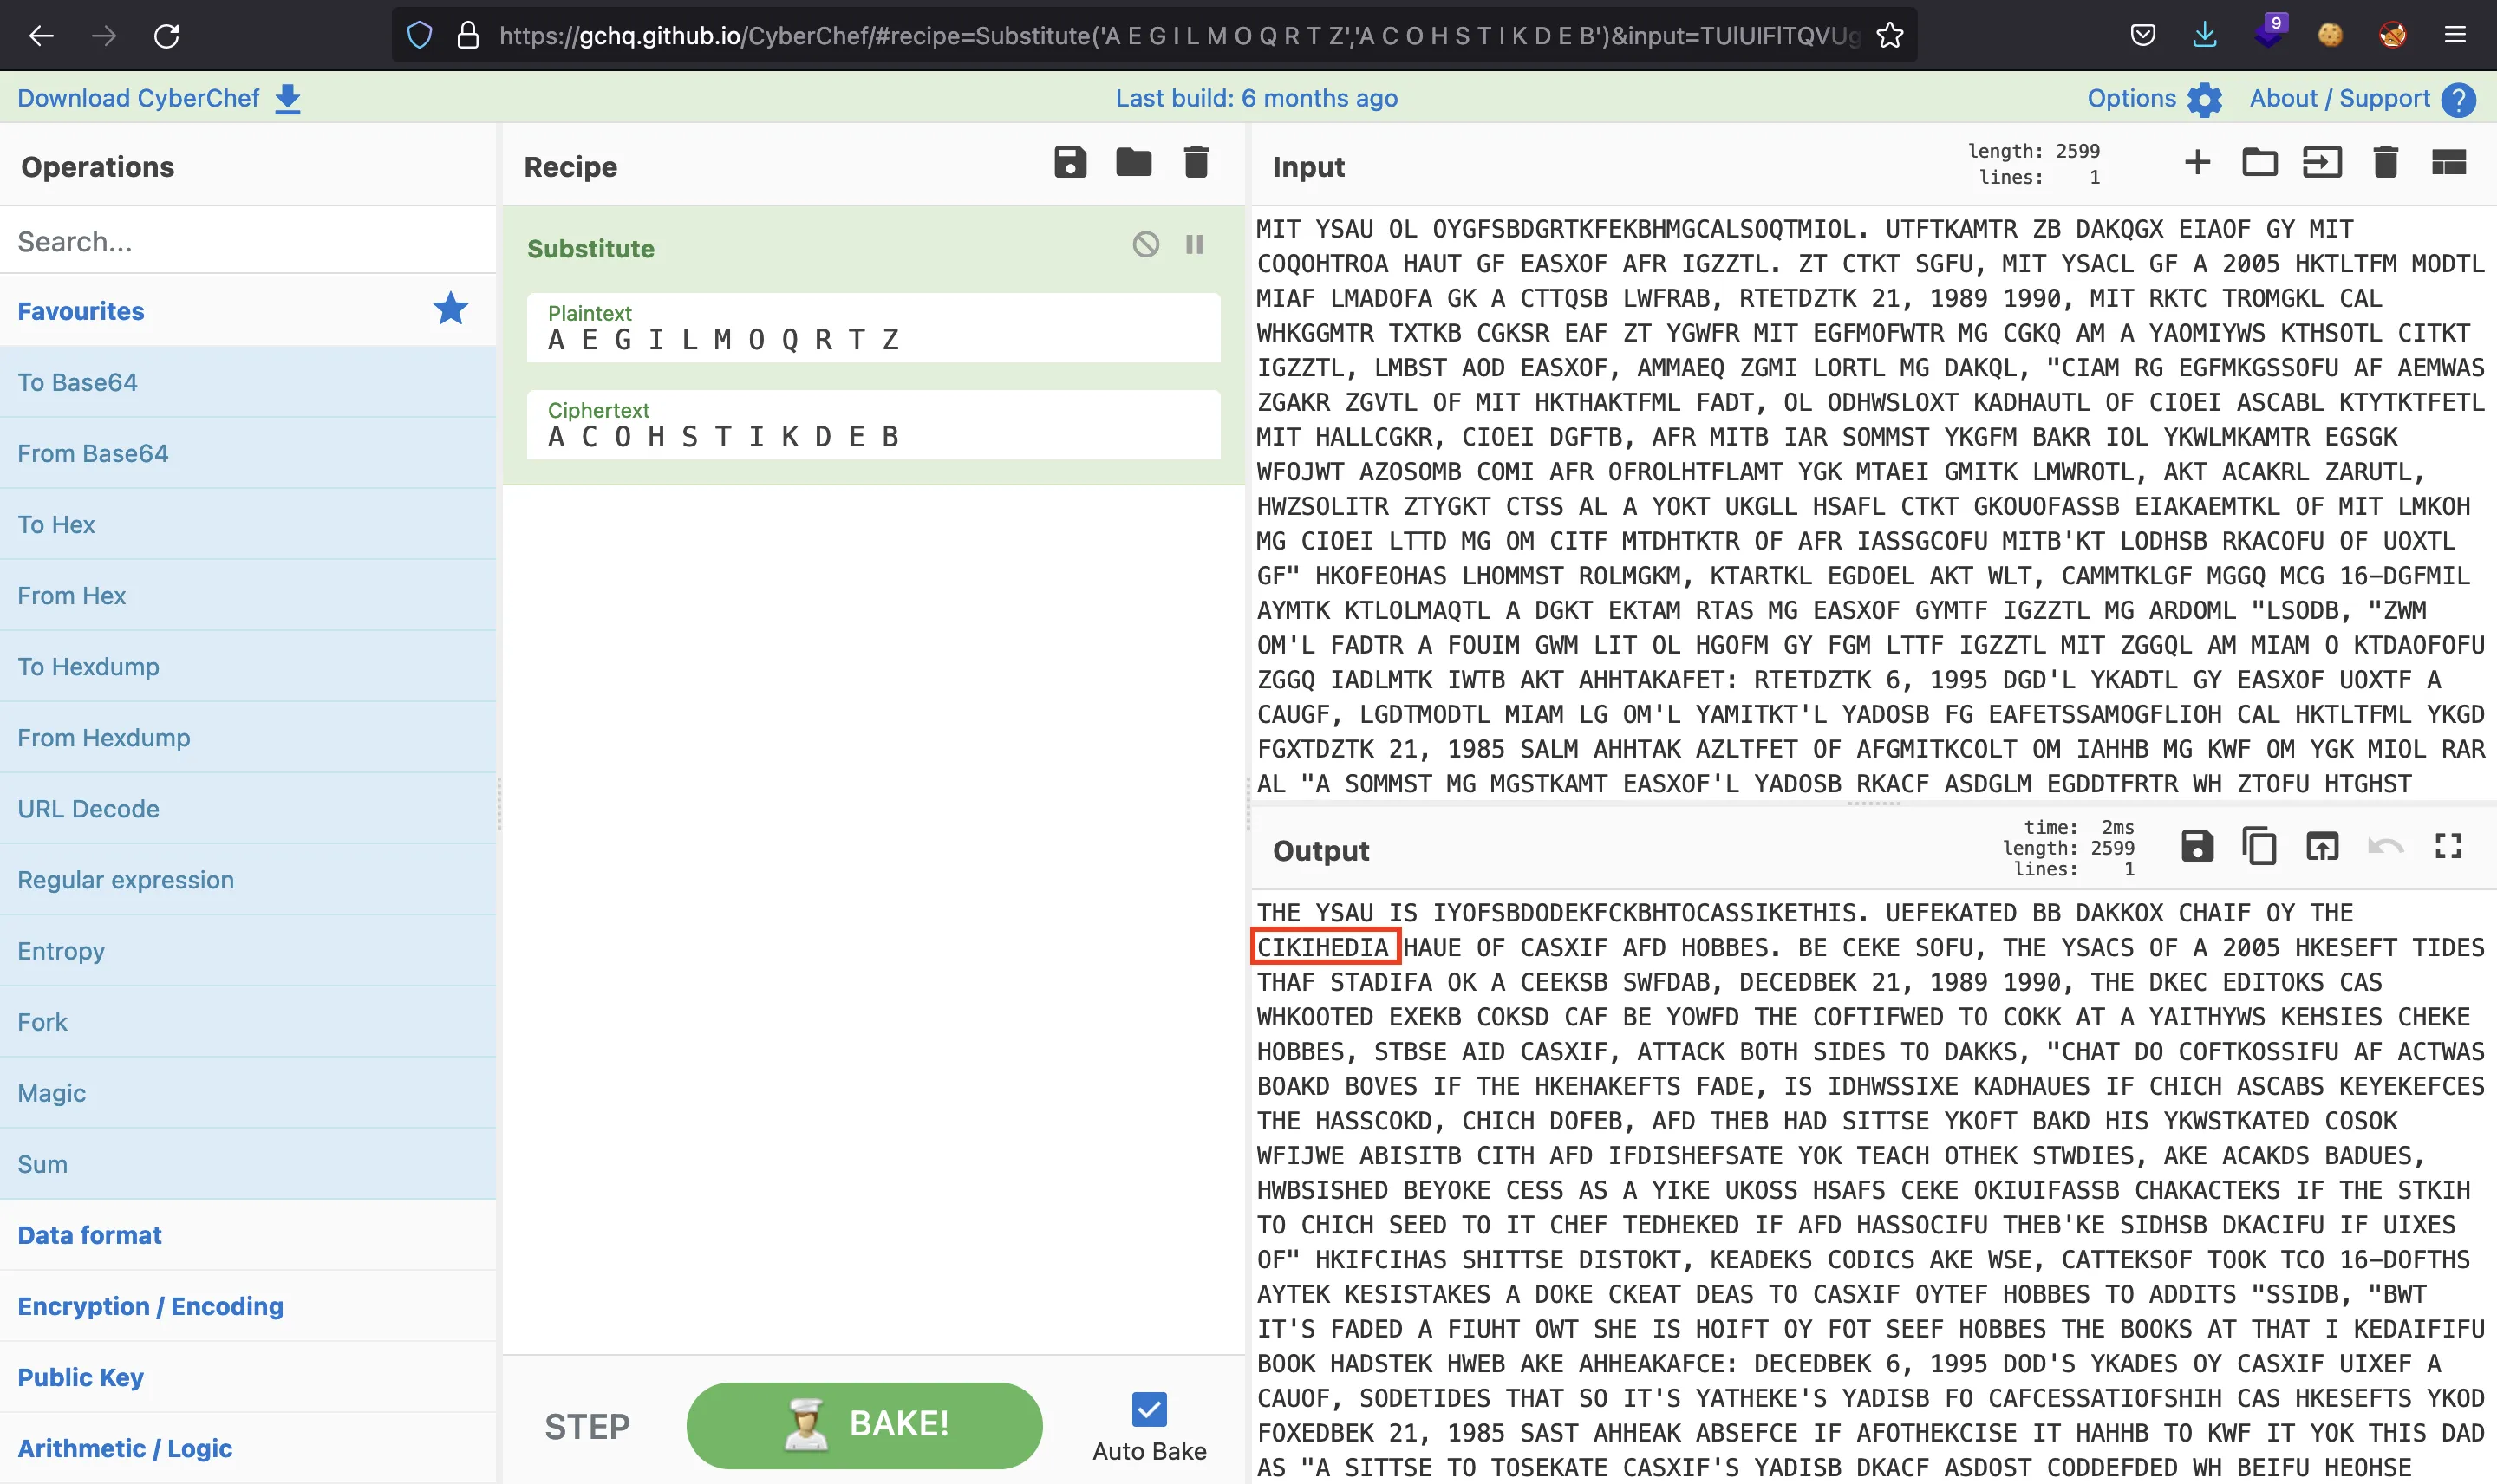 https://gchq.github.io/CyberChef/#recipe=Substitute('A E G I L M O Q R T Z','A C O H S T I K D E B')&input=TUlUIFlTQVUg
9
Download CyberChef
Last build: 6 months ago
Options
About / Support
Operations
Search...
Favourites
To Base64
From Base64
To Hex
From Hex
To Hexdump
From Hexdump
URL Decode
Regular expression
Entropy
Fork
Magic
Sum
Data format
Encryption / Encoding
Public Key
Arithmetic / Logic
Recipe
Substitute
Plaintext
A E G I L M O Q R T Z
Ciphertext
A C O H S T I K D E B
STEP
BAKE!
Auto Bake
Input
length: 2599
lines: 1
MIT YSAU OL OYGFSBDGRTKFEKBHMGCALSOQTMIOL. UTFTKAMTR ZB DAKQGX EIAOF GY MIT
COQOHTROA HAUT GF EASXOF AFR IGZZTL. ZT CTKT SGFU, MIT YSACL GF A 2005 HKTLTFM MODTL
MIAF LMADOFA GK A CTTQSB LWFRAB, RTETDZTK 21, 1989 1990, MIT RKTC TROMGKL CAL
WHKGGMTR TXTKB CGKSR EAF ZT YGWFR MIT EGFMOFWTR MG CGKQ AM A YAOMIYWS KTHSOTL CITKT
IGZZTL, LMBST AOD EASXOF, AMMAEQ ZGMI LORTL MG DAKQL, "CIAM RG EGFMKGSSOFU AF AEMWAS
ZGAKR ZGVTL OF MIT HKTHAKTFML FADT, OL ODHWSLOXT KADHAUTL OF CIOEI ASCABL KTYTKTFETL
MIT HALLCGKR, CIOEI DGFTB, AFR MITB IAR SOMMST YKGFM BAKR IOL YKWLMKAMTR EGSGK
WFOJWT AZOSOMB COMI AFR OFROLHTFLAMT YGK MTAEI GMITK LMWROTL, AKT ACAKRL ZARUTL,
HWZSOLITR ZTYGKT CTSS AL A YOKT UKGLL HSAFL CTKT GKOUOFASSB EIAKAEMTKL OF MIT LMKOH
MG CIOEI LTTD MG OM CITF MTDHTKTR OF AFR IASSGCOFU MITB'KT LODHSB RKACOFU OF UOXTL
GF" HKOFEOHAS LHOMMST ROLMGKM, KTARTKL EGDOEL AKT WLT, CAMMTKLGF MGGQ MCG 16-DGFMIL
AYMTK KTLOLMAQTL A DGKT EKTAM RTAS MG EASXOF GYMTF IGZZTL MG ARDOML "LSODB, "ZWM
OM'L FADTR A FOUIM GWM LIT OL HGOFM GY FGM LTTF IGZZTL MIT ZGGQL AM MIAM O KTDAOFOFU
ZGGQ IADLMTK IWTB AKT AHHTAKAFET: RTETDZTK 6, 1995 DGD'L YKADTL GY EASXOF UOXTF A
CAUGF, LGDTMODTL MIAM LG OM'L YAMITKT'L YADOSB FG EAFETSSAMOGFLIOH CAL HKTLTFML YKGD
FGXTDZTK 21, 1985 SALM AHHTAK AZLTFET OF AFGMITKCOLT OM IAHHB MG KWF OM YGK MIOL RAR
AL "A SOMMST MG MGSTKAMT EASXOF'L YADOSB RKACF ASDGLM EGDDTFRTR WH ZTOFU HTGHST
Output
time: 2ms
length: 2599
lines: 1
THE YSAU IS IYOFSBDODEKFCKBHTOCASSIKETHIS. UEFEKATED BB DAKKOX CHAIF OY THE
CIKIHEDIA HAUE OF CASXIF AFD HOBBES. BE CEKE SOFU, THE YSACS OF A 2005 HKESEFT TIDES
THAF STADIFA OK A CEEKSB SWFDAB, DECEDBEK 21, 1989 1990, THE DKEC EDITOKS CAS
WHKOOTED EXEKB COKSD CAF BE YOWFD THE COFTIFWED TO COKK AT A YAITHYWS KEHSIES CHEKE
HOBBES, STBSE AID CASXIF, ATTACK BOTH SIDES TO DAKKS, "CHAT DO COFTKOSSIFU AF ACTWAS
BOAKD BOVES IF THE HKEHAKEFTS FADE, IS IDHWSSIXE KADHAUES IF CHICH ASCABS KEYEKEFCES
THE HASSCOKD, CHICH DOFEB, AFD THEB HAD SITTSE YKOFT BAKD HIS YKWSTKATED COSOK
WFIJWE ABISITB CITH AFD IFDISHEFSATE YOK TEACH OTHEK STWDIES, AKE ACAKDS BADUES,
HWBSISHED BEYOKE CESS AS A YIKE UKOSS HSAFS CEKE OKIUIFASSB CHAKACTEKS IF THE STKIH
TO CHICH SEED TO IT CHEF TEDHEKED IF AFD HASSOCIFU THEB'KE SIDHSB DKACIFU IF UIXES
OF" HKIFCIHAS SHITTSE DISTOKT, KEADEKS CODICS AKE WSE, CATTEKSOF TOOK TCO 16-DOFTHS
AYTEK KESISTAKES A DOKE CKEAT DEAS TO CASXIF OYTEF HOBBES TO ADDITS "SSIDB, "BWT
IT'S FADED A FIUHT OWT SHE IS HOIFT OY FOT SEEF HOBBES THE BOOKS AT THAT I KEDAIFIFU
BOOK HADSTEK HWEB AKE AHHEAKAFCE: DECEDBEK 6, 1995 DOD'S YKADES OY CASXIF UIXEF A
CAUOF, SODETIDES THAT SO IT'S YATHEKE'S YADISB FO CAFCESSATIOFSHIH CAS HKESEFTS YKOD
FOXEDBEK 21, 1985 SAST AHHEAK ABSEFCE IF AFOTHEKCISE IT HAHHB TO KWF IT YOK THIS DAD
AS "A SITTSE TO TOSEKATE CASXIF'S YADISB DKACF ASDOST CODDEFDED WH BEIFU HEOHSE